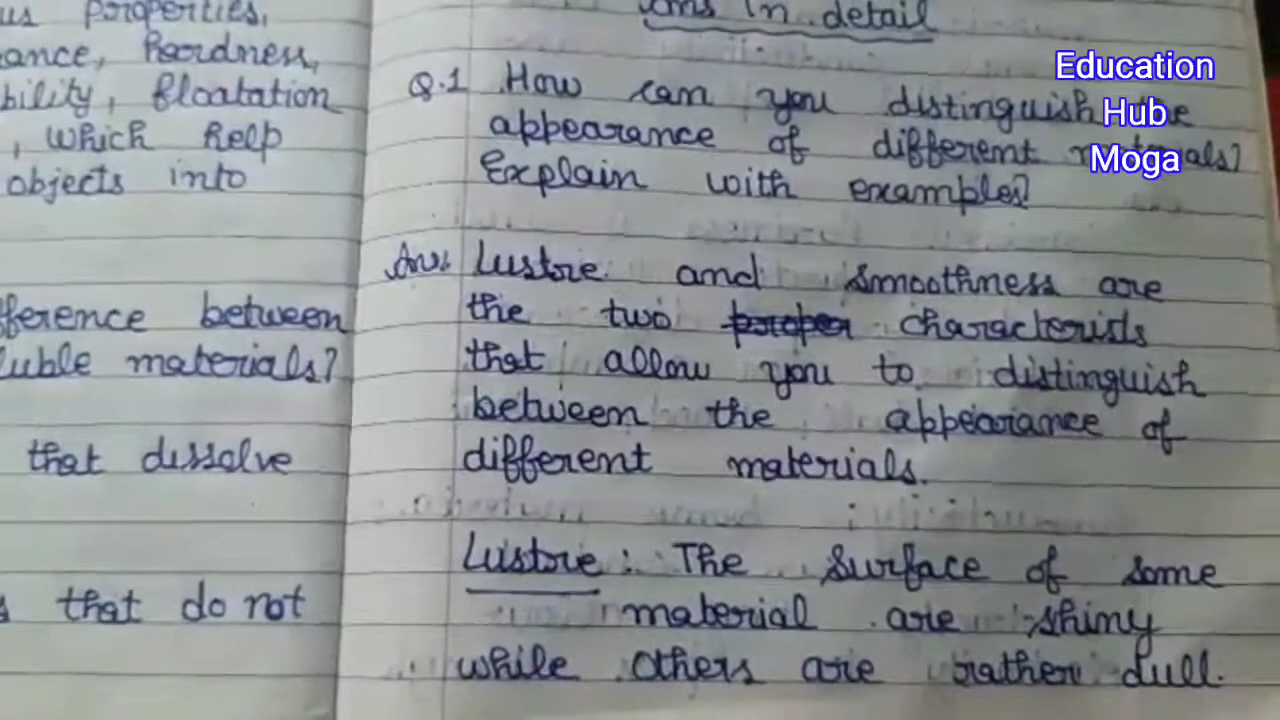 us properties,
ance, hardness,
bility, floatation
, which help
objects into
fference between
luble materials?
that dissolve
s that do not
in detail
Q.1 How can you distinguish the
appearance of different materials?
Explain with examples?
Ans: Lustre and smoothness are
the two characterists
that allow you to distinguish
between the appearance of
different materials.
Lustre : The surface of some
material are shiny
while others are rather dull.
Education
Hub
Moga